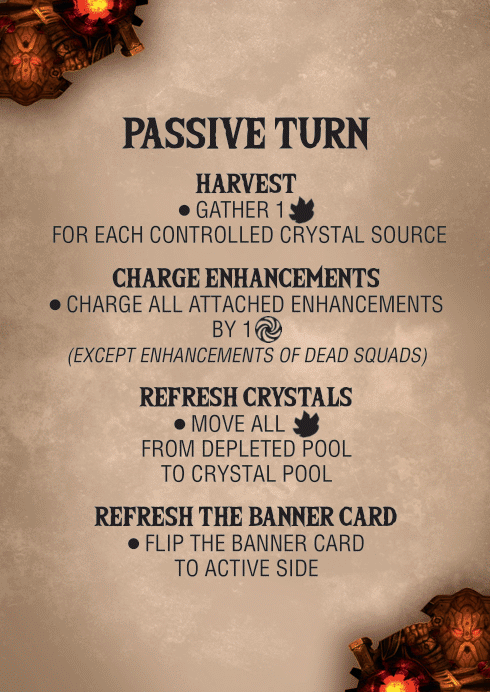 PASSIVE TURN
HARVEST
● GATHER 1
FOR EACH CONTROLLED CRYSTAL SOURCE
CHARGE ENHANCEMENTS
● CHARGE ALL ATTACHED ENHANCEMENTS
BY 1
(EXCEPT ENHANCEMENTS OF DEAD SQUADS)
REFRESH CRYSTALS
● MOVE ALL
FROM DEPLETED POOL
TO CRYSTAL POOL
REFRESH THE BANNER CARD
● FLIP THE BANNER CARD
TO ACTIVE SIDE